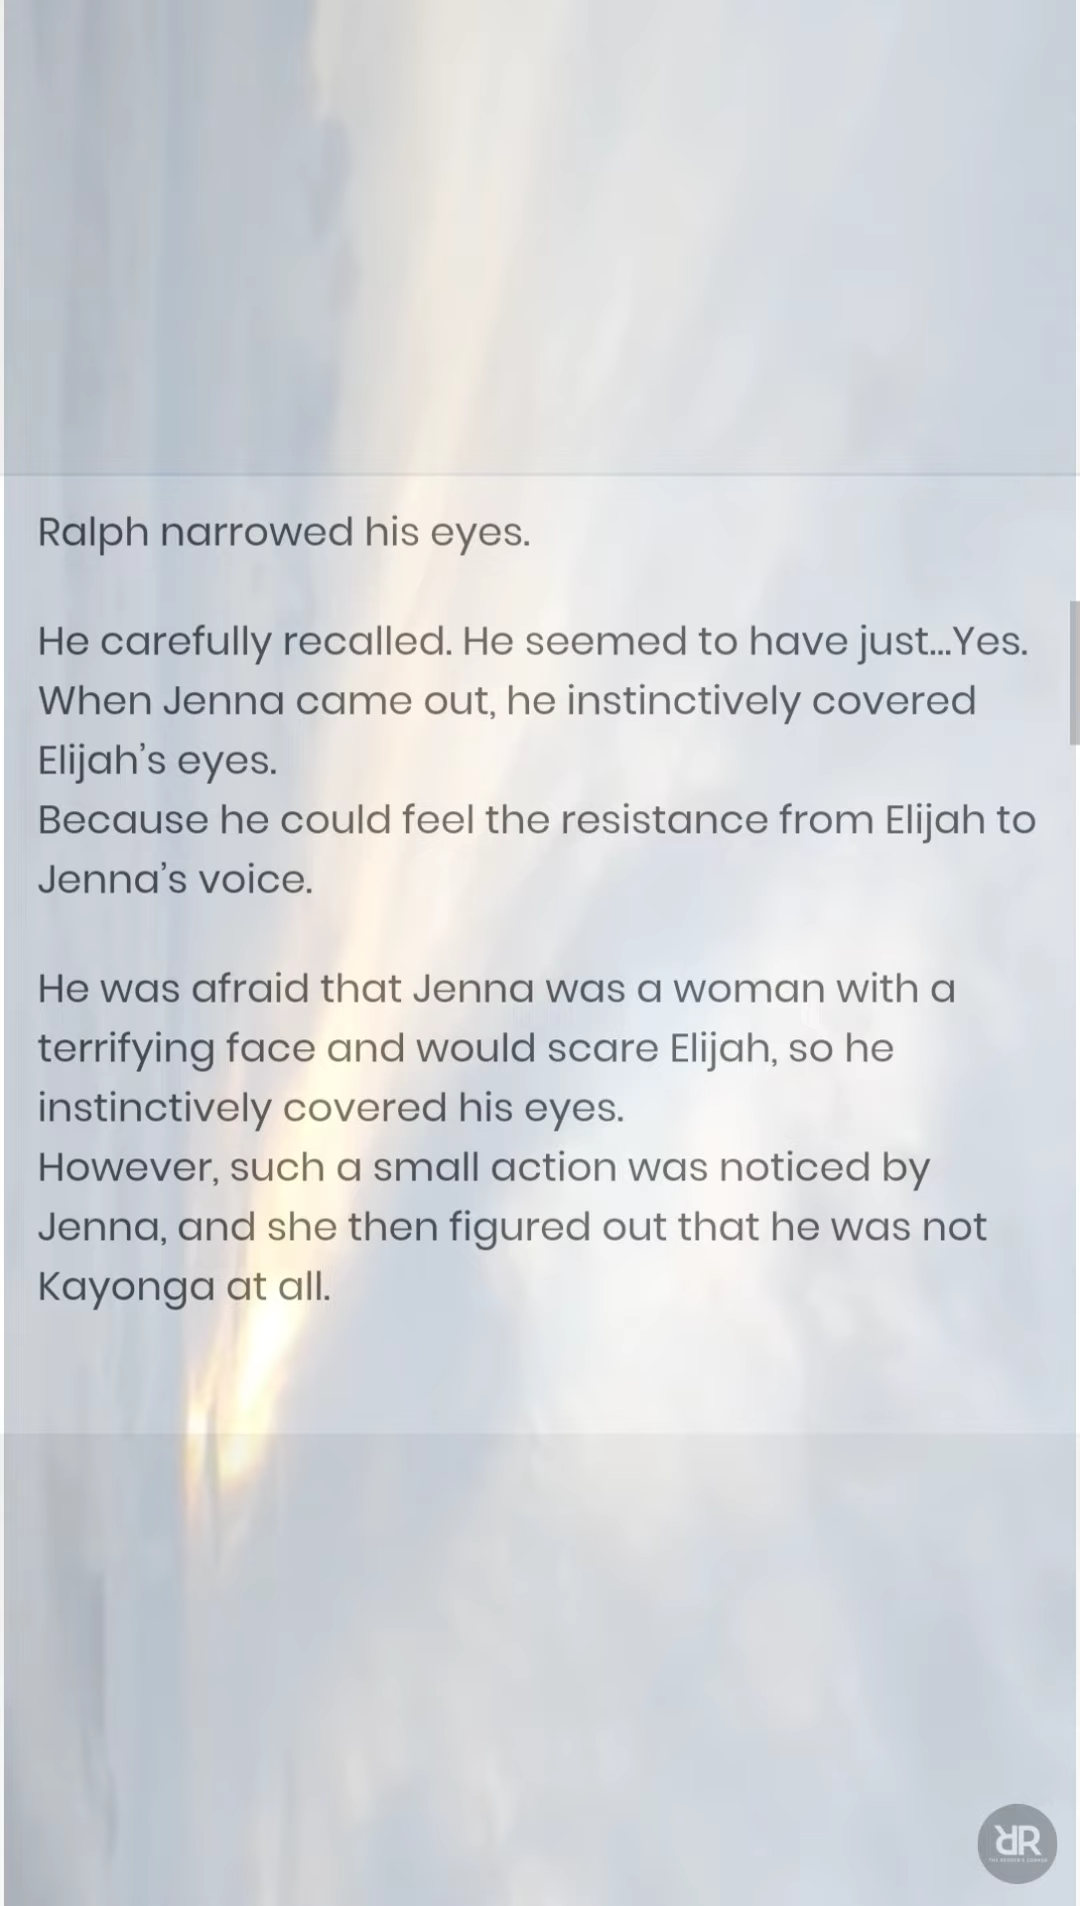 Ralph narrowed his eyes.
He carefully recalled. He seemed to have just...Yes.
When Jenna came out, he instinctively covered
Elijah’s eyes.
Because he could feel the resistance from Elijah to
Jenna’s voice.
He was afraid that Jenna was a woman with a
terrifying face and would scare Elijah, so he
instinctively covered his eyes.
However, such a small action was noticed by
Jenna, and she then figured out that he was not
Kayonga at all.
RR
THE READER'S CORNER